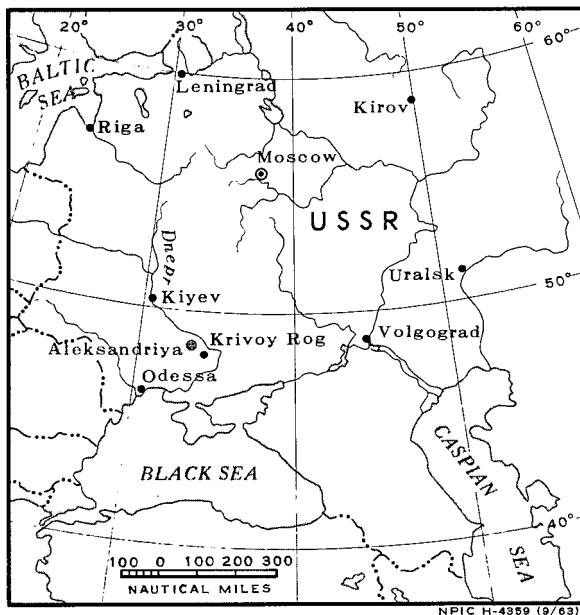 20° 30° 40° 50° 60°
60°
BALTIC
SEA
Leningrad
Kirov
Riga
Moscow
USSR
Dnepr
Uralsk
50°
Kiyev
Volgograd
Krivoy Rog
Aleksandriya
Odessa
CASPIAN
SEA
BLACK SEA
40°
100 0 100 200 300
NAUTICAL MILES
NPIC H-4359 (9/63)